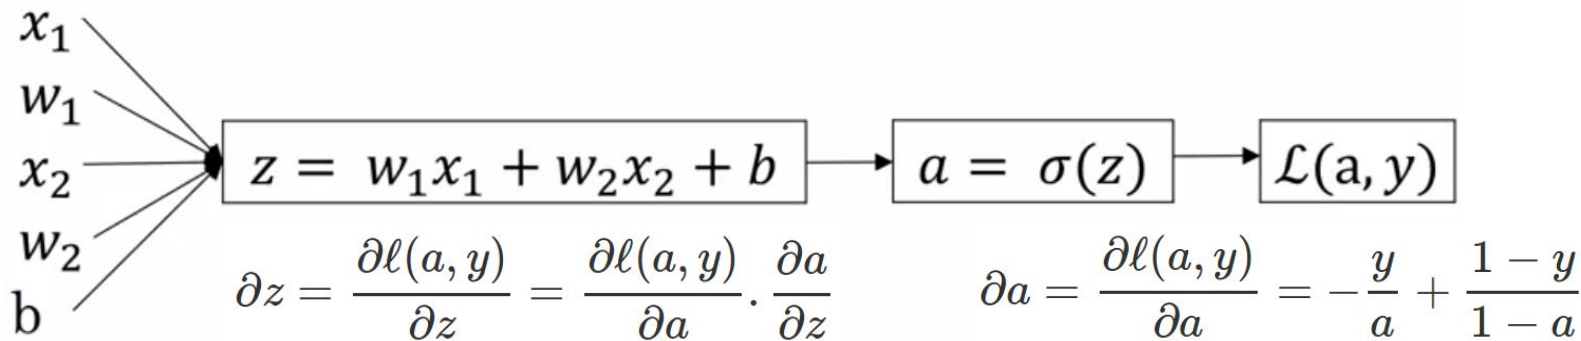 x₁
w₁
x₂
w₂
b
z = w₁x₁ + w₂x₂ + b
a = σ(z)
ℒ(a, y)
∂z = ∂ℓ(a, y)/∂z = ∂ℓ(a, y)/∂a . ∂a/∂z
∂a = ∂ℓ(a, y)/∂a = −y/a + (1 − y)/(1 − a)